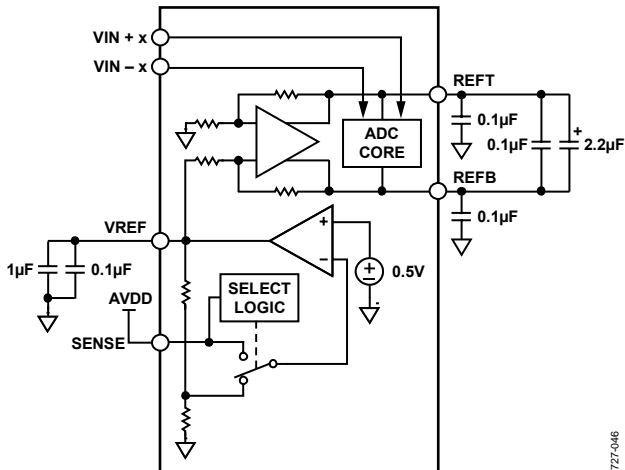 VIN + x
VIN – x
REFT
0.1µF
0.1µF
+
2.2µF
ADC
CORE
REFB
0.1µF
VREF
+
–
+
–
0.5V
1µF
0.1µF
AVDD
SELECT
LOGIC
SENSE
727-046